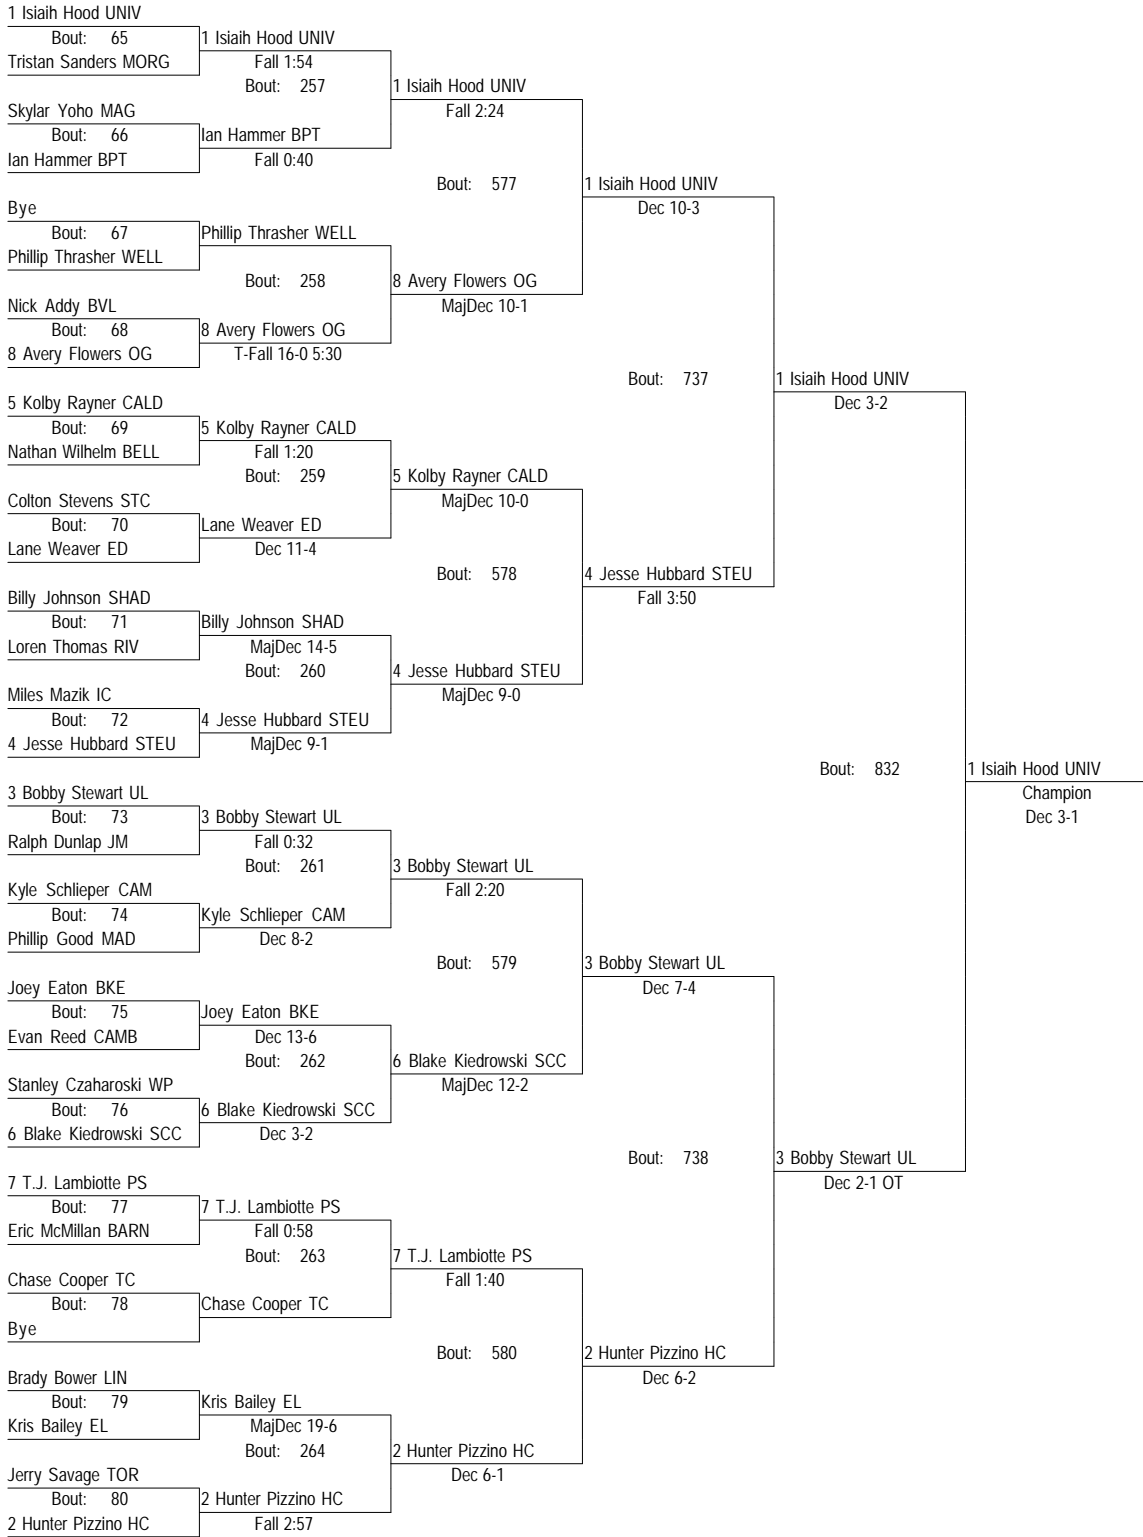 1 Isiaih Hood UNIV
Bout: 65
1 Isiaih Hood UNIV
Tristan Sanders MORG
Fall 1:54
Bout: 257
1 Isiaih Hood UNIV
Fall 2:24
Skylar Yoho MAG
Bout: 66
Ian Hammer BPT
Ian Hammer BPT
Fall 0:40
Bout: 577
1 Isiaih Hood UNIV
Dec 10-3
Bye
Bout: 67
Phillip Thrasher WELL
Phillip Thrasher WELL
Bout: 258
8 Avery Flowers OG
MajDec 10-1
Nick Addy BVL
Bout: 68
8 Avery Flowers OG
8 Avery Flowers OG
T-Fall 16-0 5:30
Bout: 737
1 Isiaih Hood UNIV
Dec 3-2
5 Kolby Rayner CALD
Bout: 69
5 Kolby Rayner CALD
Nathan Wilhelm BELL
Fall 1:20
Bout: 259
5 Kolby Rayner CALD
MajDec 10-0
Colton Stevens STC
Bout: 70
Lane Weaver ED
Lane Weaver ED
Dec 11-4
Bout: 578
4 Jesse Hubbard STEU
Fall 3:50
Billy Johnson SHAD
Bout: 71
Billy Johnson SHAD
Loren Thomas RIV
MajDec 14-5
Bout: 260
4 Jesse Hubbard STEU
MajDec 9-0
Miles Mazik IC
Bout: 72
4 Jesse Hubbard STEU
4 Jesse Hubbard STEU
MajDec 9-1
Bout: 832
1 Isiaih Hood UNIV
Champion
Dec 3-1
3 Bobby Stewart UL
Bout: 73
3 Bobby Stewart UL
Ralph Dunlap JM
Fall 0:32
Bout: 261
3 Bobby Stewart UL
Fall 2:20
Kyle Schlieper CAM
Bout: 74
Kyle Schlieper CAM
Phillip Good MAD
Dec 8-2
Bout: 579
3 Bobby Stewart UL
Dec 7-4
Joey Eaton BKE
Bout: 75
Joey Eaton BKE
Evan Reed CAMB
Dec 13-6
Bout: 262
6 Blake Kiedrowski SCC
MajDec 12-2
Stanley Czaharoski WP
Bout: 76
6 Blake Kiedrowski SCC
6 Blake Kiedrowski SCC
Dec 3-2
Bout: 738
3 Bobby Stewart UL
Dec 2-1 OT
7 T.J. Lambiotte PS
Bout: 77
7 T.J. Lambiotte PS
Eric McMillan BARN
Fall 0:58
Bout: 263
7 T.J. Lambiotte PS
Fall 1:40
Chase Cooper TC
Bout: 78
Chase Cooper TC
Bye
Bout: 580
2 Hunter Pizzino HC
Dec 6-2
Brady Bower LIN
Bout: 79
Kris Bailey EL
Kris Bailey EL
MajDec 19-6
Bout: 264
2 Hunter Pizzino HC
Dec 6-1
Jerry Savage TOR
Bout: 80
2 Hunter Pizzino HC
2 Hunter Pizzino HC
Fall 2:57